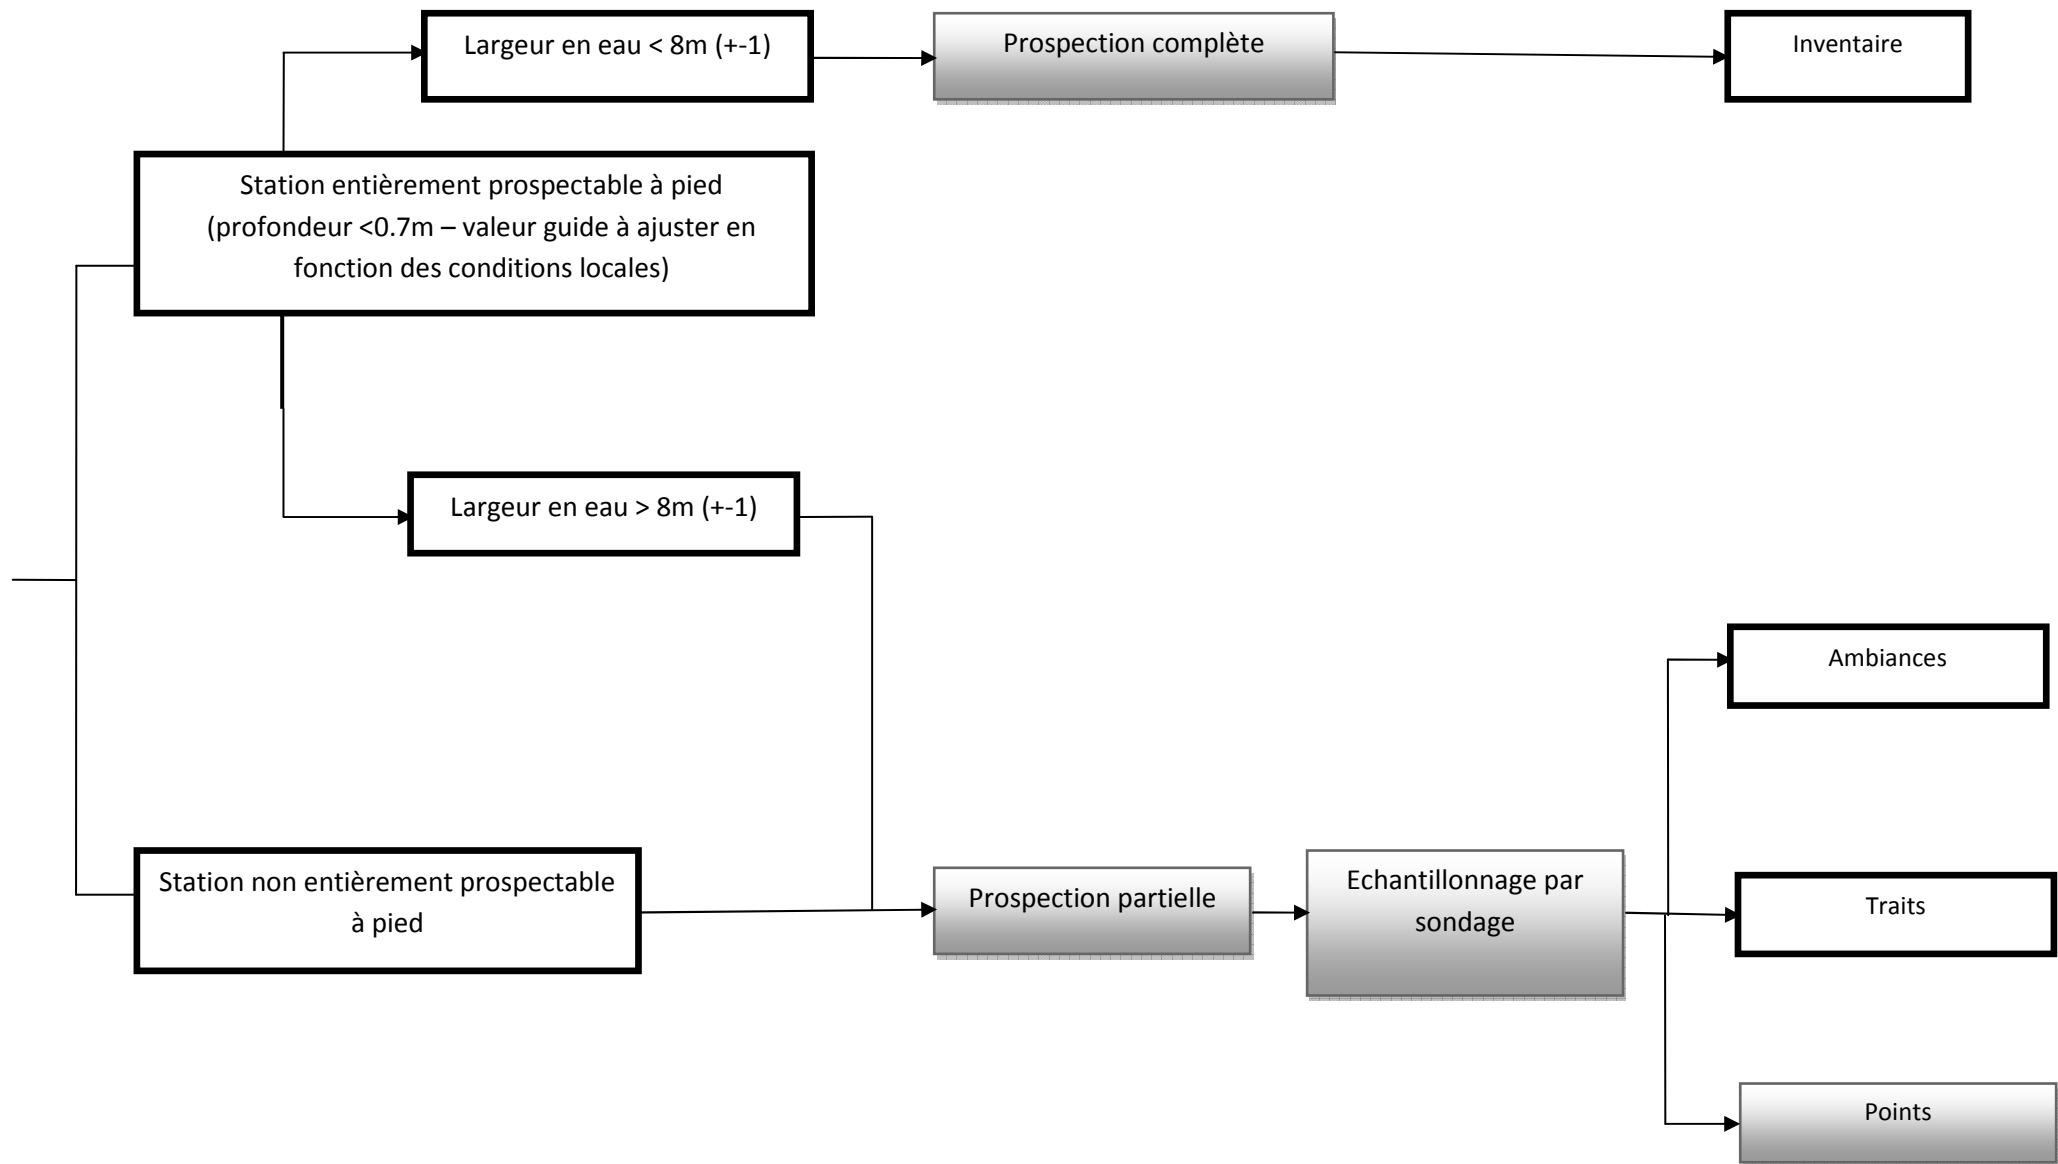 Largeur en eau < 8m (+-1)
Prospection complète
Inventaire
Station entièrement prospectable à pied
(profondeur <0.7m – valeur guide à ajuster en
fonction des conditions locales)
Largeur en eau > 8m (+-1)
Ambiances
Station non entièrement prospectable
à pied
Prospection partielle
Echantillonnage par
sondage
Traits
Points